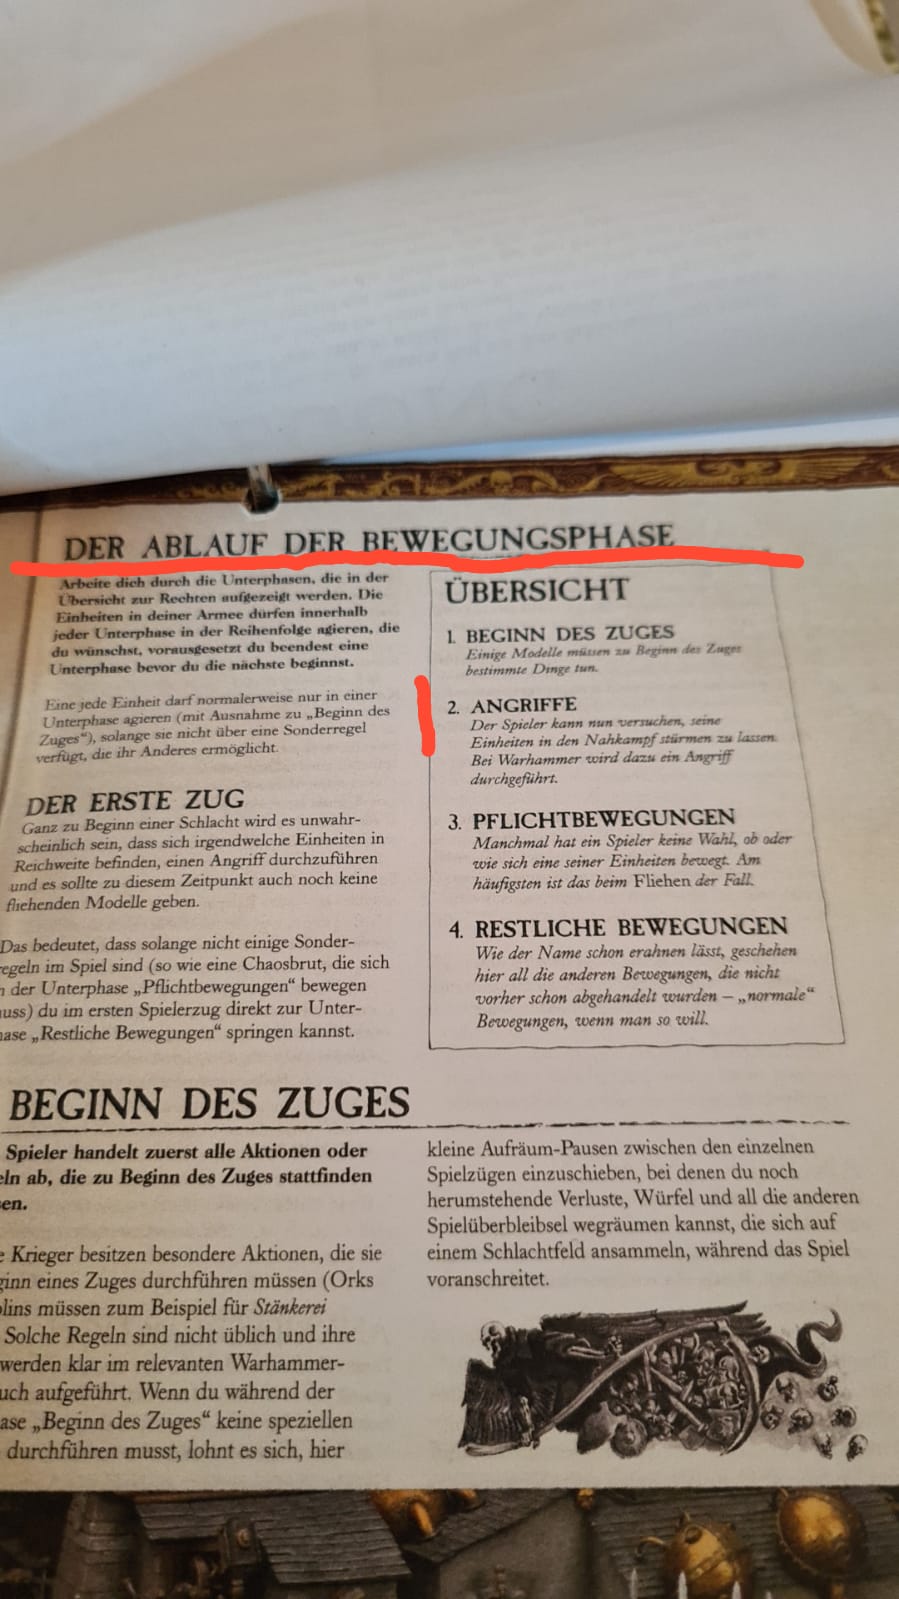 DER ABLAUF DER BEWEGUNGSPHASE
Arbeite dich durch die Unterphasen, die in der
Übersicht zur Rechten aufgezeigt werden. Die
Einheiten in deiner Armee dürfen innerhalb
jeder Unterphase in der Reihenfolge agieren, die
du wünschst, vorausgesetzt du beendest eine
Unterphase bevor du die nächste beginnst.
Eine jede Einheit darf normalerweise nur in einer
Unterphase agieren (mit Ausnahme zu „Beginn des
Zuges“), solange sie nicht über eine Sonderregel
verfügt, die ihr Anderes ermöglicht.
DER ERSTE ZUG
Ganz zu Beginn einer Schlacht wird es unwahr-
scheinlich sein, dass sich irgendwelche Einheiten in
Reichweite befinden, einen Angriff durchzuführen
und es sollte zu diesem Zeitpunkt auch noch keine
fliehenden Modelle geben.
Das bedeutet, dass solange nicht einige Sonder-
regeln im Spiel sind (so wie eine Chaosbrut, die sich
der Unterphase „Pflichtbewegungen“ bewegen
muss) du im ersten Spielerzug direkt zur Unter-
phase „Restliche Bewegungen“ springen kannst.
ÜBERSICHT
1. BEGINN DES ZUGES
Einige Modelle müssen zu Beginn des Zuges
bestimmte Dinge tun.
2. ANGRIFFE
Der Spieler kann nun versuchen, seine
Einheiten in den Nahkampf stürmen zu lassen.
Bei Warhammer wird dazu ein Angriff
durchgeführt.
3. PFLICHTBEWEGUNGEN
Manchmal hat ein Spieler keine Wahl, ob oder
wie sich eine seiner Einheiten bewegt. Am
häufigsten ist das beim Fliehen der Fall.
4. RESTLICHE BEWEGUNGEN
Wie der Name schon erahnen lässt, geschehen
hier all die anderen Bewegungen, die nicht
vorher schon abgehandelt wurden – „normale“
Bewegungen, wenn man so will.
BEGINN DES ZUGES
Spieler handelt zuerst alle Aktionen oder
ab, die zu Beginn des Zuges stattfinden
Krieger besitzen besondere Aktionen, die sie
eines Zuges durchführen müssen (Orks
müssen zum Beispiel für Stänkerei
Solche Regeln sind nicht üblich und ihre
werden klar im relevanten Warhammer-
aufgeführt. Wenn du während der
„Beginn des Zuges“ keine speziellen
durchführen musst, lohnt es sich, hier
kleine Aufräum-Pausen zwischen den einzelnen
Spielzügen einzuschieben, bei denen du noch
herumstehende Verluste, Würfel und all die anderen
Spielüberbleibsel wegräumen kannst, die sich auf
einem Schlachtfeld ansammeln, während das Spiel
voranschreitet.